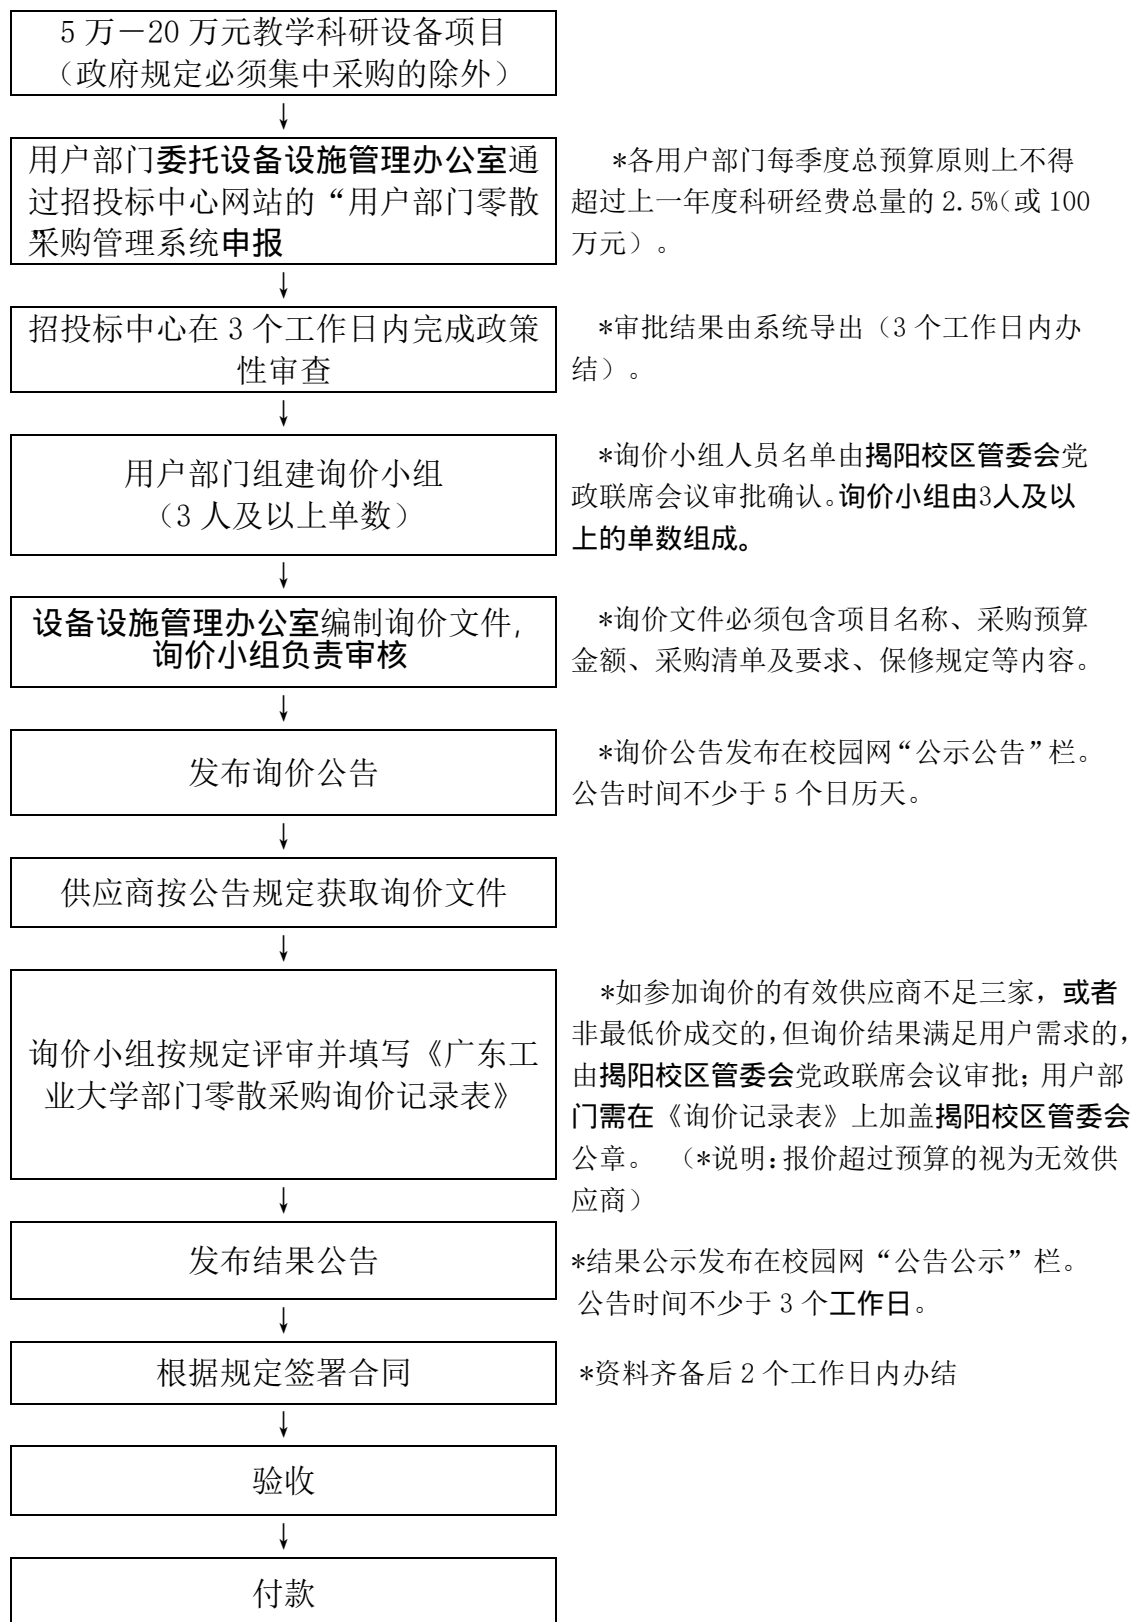 5 万－20 万元教学科研设备项目
（政府规定必须集中采购的除外）
↓
用户部门委托设备设施管理办公室通
过招投标中心网站的“用户部门零散
采购管理系统申报
*各用户部门每季度总预算原则上不得
超过上一年度科研经费总量的 2.5%（或 100
万元）。
↓
招投标中心在 3 个工作日内完成政策
性审查
*审批结果由系统导出（3 个工作日内办
结）。
↓
用户部门组建询价小组
（3 人及以上单数）
*询价小组人员名单由揭阳校区管委会党
政联席会议审批确认。询价小组由3人及以
上的单数组成。
↓
设备设施管理办公室编制询价文件,
询价小组负责审核
*询价文件必须包含项目名称、采购预算
金额、采购清单及要求、保修规定等内容。
↓
发布询价公告
*询价公告发布在校园网“公示公告”栏。
公告时间不少于 5 个日历天。
↓
供应商按公告规定获取询价文件
↓
询价小组按规定评审并填写《广东工
业大学部门零散采购询价记录表》
*如参加询价的有效供应商不足三家，或者
非最低价成交的，但询价结果满足用户需求的，
由揭阳校区管委会党政联席会议审批；用户部
门需在《询价记录表》上加盖揭阳校区管委会
公章。 （*说明：报价超过预算的视为无效供
应商）
↓
发布结果公告
*结果公示发布在校园网“公告公示”栏。
公告时间不少于 3 个工作日。
↓
根据规定签署合同
*资料齐备后 2 个工作日内办结
↓
验收
↓
付款